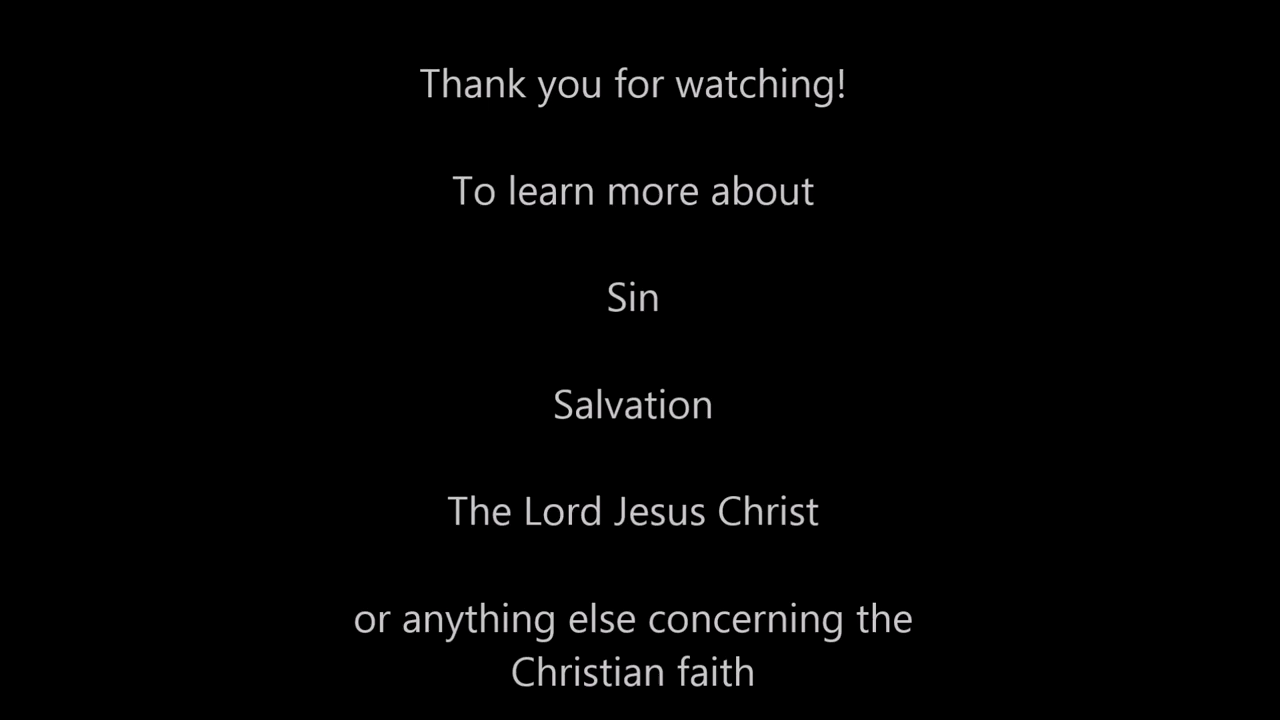 Thank you for watching!
To learn more about
Sin
Salvation
The Lord Jesus Christ
or anything else concerning the
Christian faith